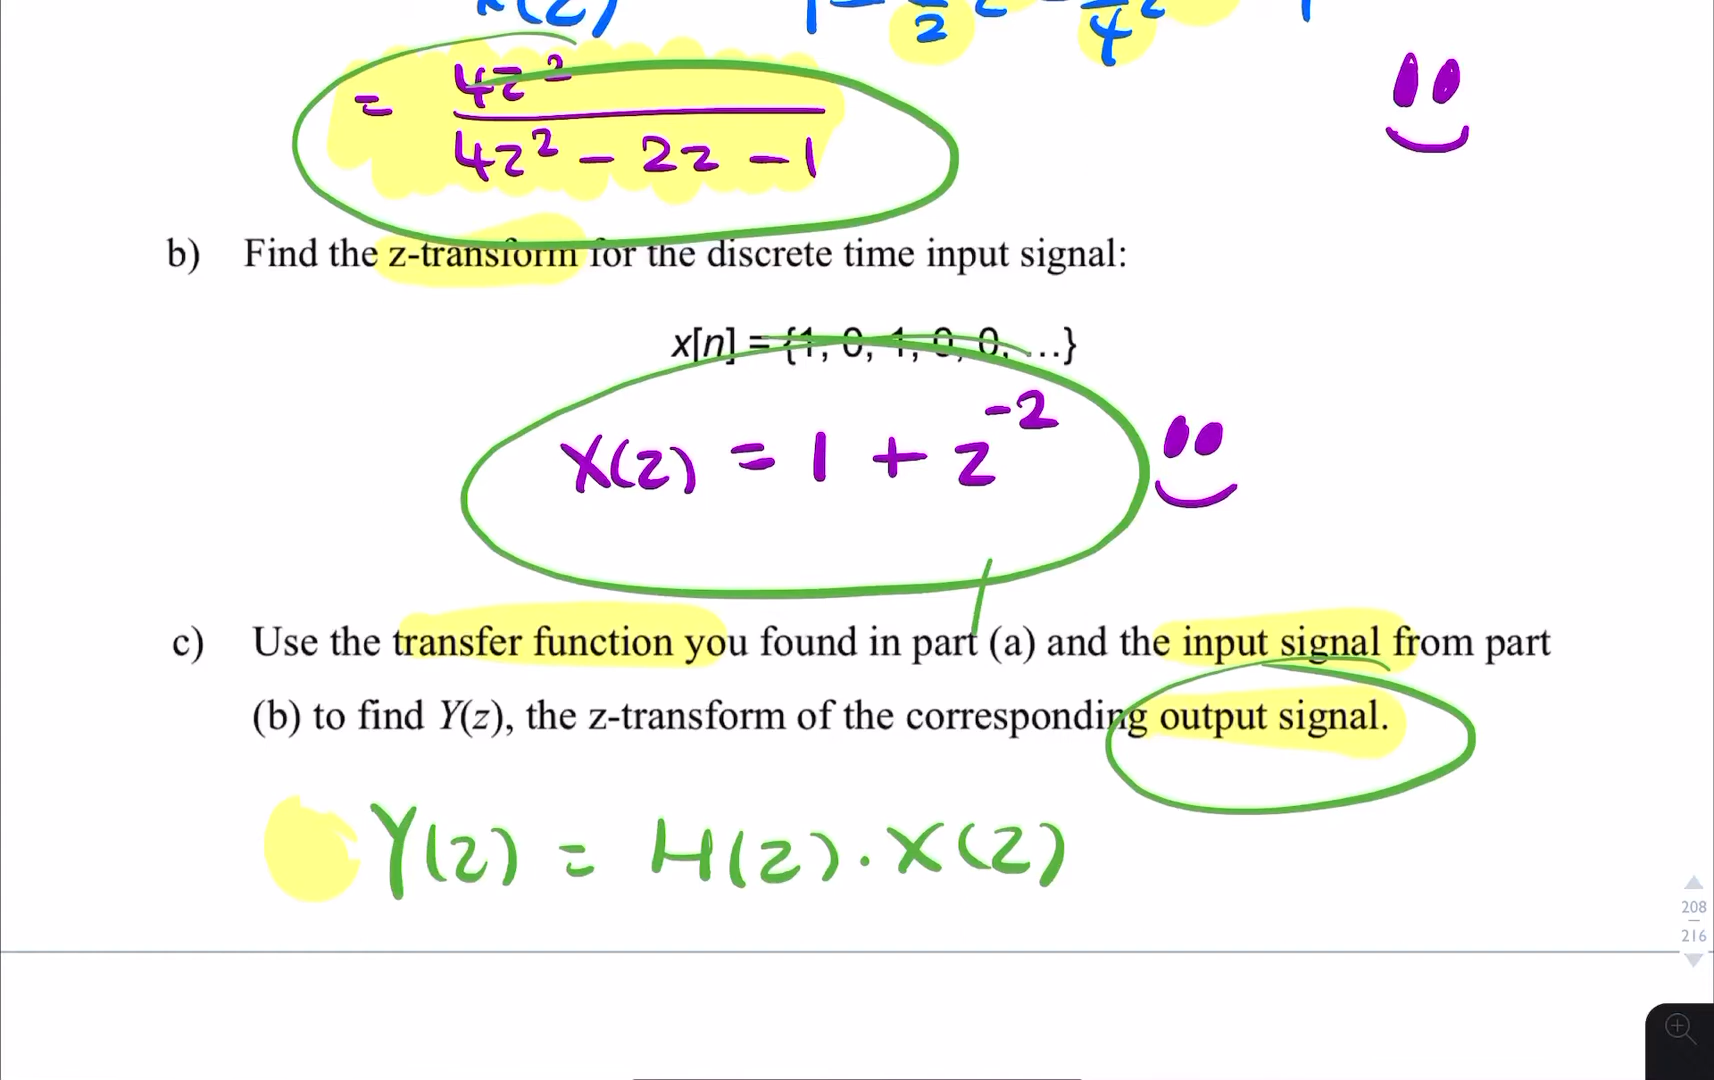 = 4z²
4z² - 2z - 1
b) Find the z-transform for the discrete time input signal:
x[n] = {1, 0, 1, 0, 0, …}
X(z) = 1 + z⁻²
c) Use the transfer function you found in part (a) and the input signal from part
(b) to find Y(z), the z-transform of the corresponding output signal.
Y(z) = H(z) . X(z)
208
216